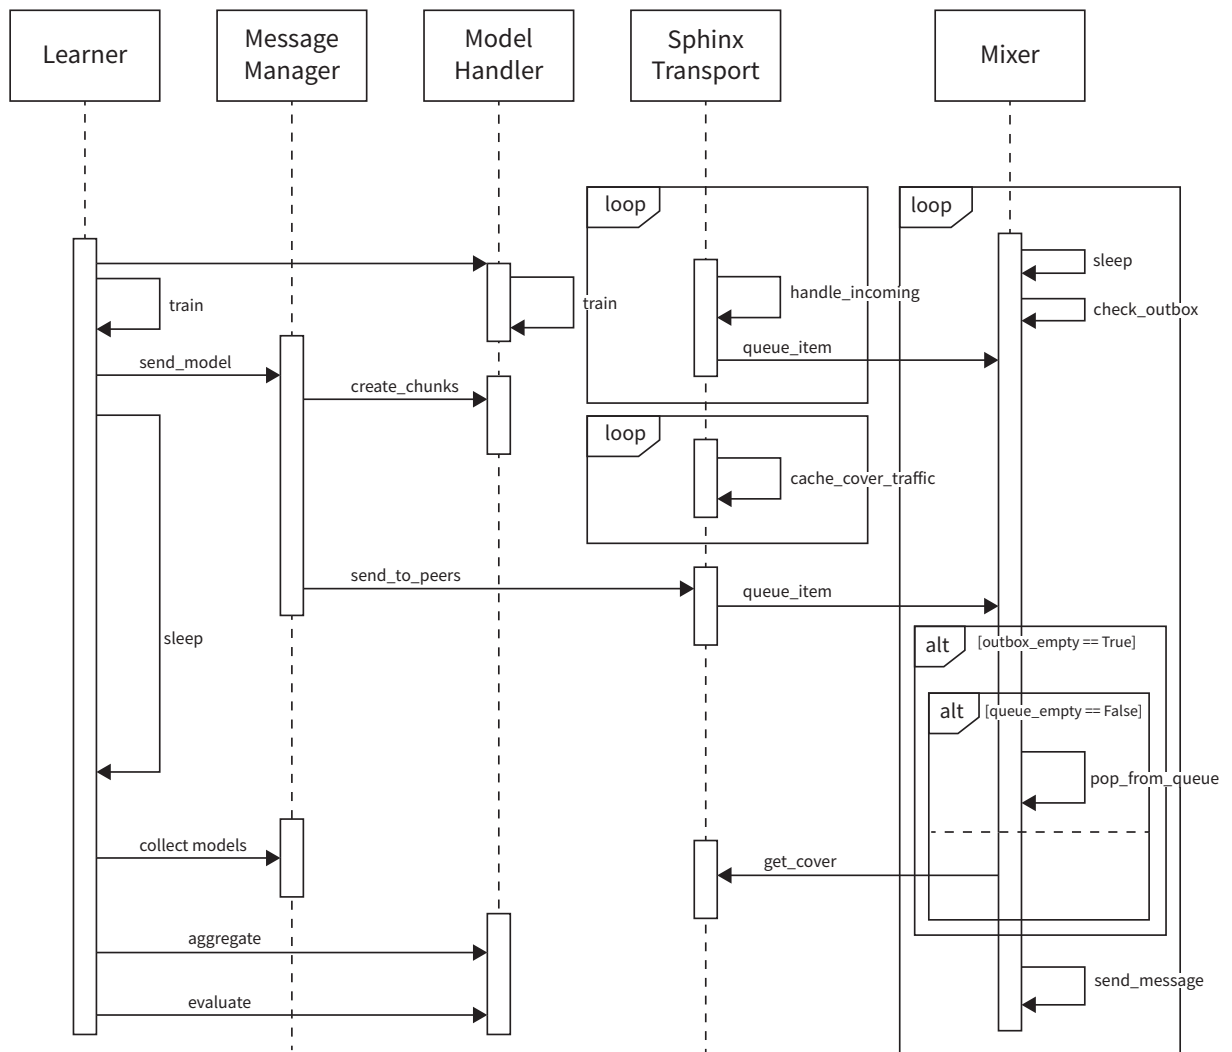 Learner
Message
Manager
Model
Handler
Sphinx
Transport
Mixer
loop
loop
sleep
handle_incoming
train
train
check_outbox
queue_item
send_model
create_chunks
loop
cache_cover_traffic
send_to_peers
queue_item
sleep
alt
[outbox_empty == True]
alt
[queue_empty == False]
pop_from_queue
collect models
get_cover
aggregate
send_message
evaluate